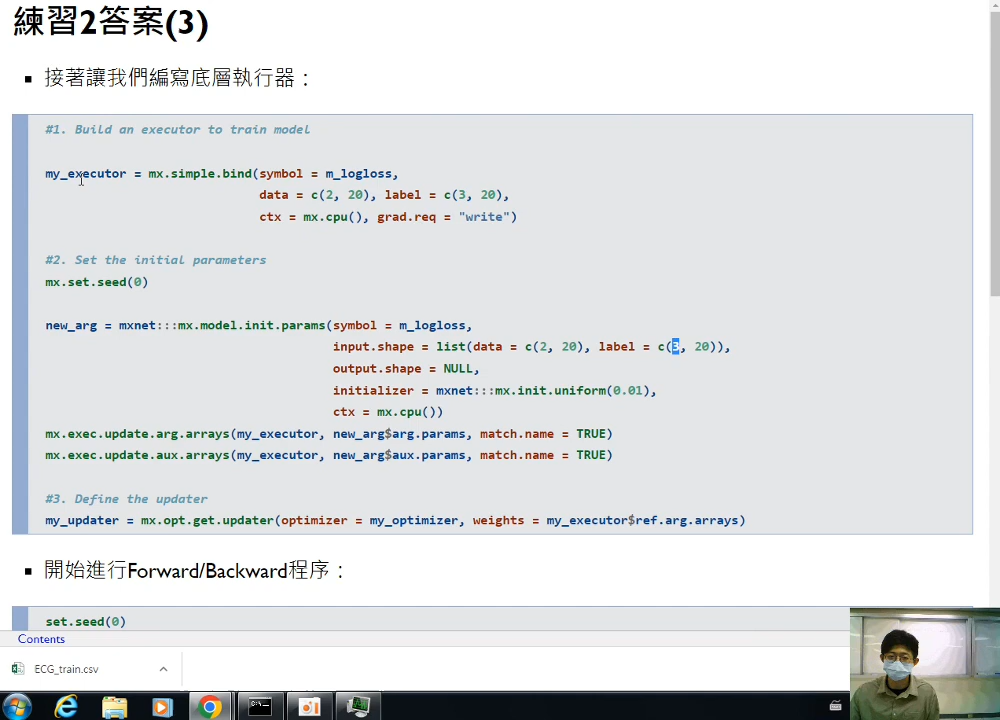 練習2答案(3)
▪ 接著讓我們編寫底層執行器：
#1. Build an executor to train model
my_executor = mx.simple.bind(symbol = m_logloss,
data = c(2, 20), label = c(3, 20),
ctx = mx.cpu(), grad.req = "write")
#2. Set the initial parameters
mx.set.seed(0)
new_arg = mxnet:::mx.model.init.params(symbol = m_logloss,
input.shape = list(data = c(2, 20), label = c(3, 20)),
output.shape = NULL,
initializer = mxnet:::mx.init.uniform(0.01),
ctx = mx.cpu())
mx.exec.update.arg.arrays(my_executor, new_arg$arg.params, match.name = TRUE)
mx.exec.update.aux.arrays(my_executor, new_arg$aux.params, match.name = TRUE)
#3. Define the updater
my_updater = mx.opt.get.updater(optimizer = my_optimizer, weights = my_executor$ref.arg.arrays)
▪ 開始進行Forward/Backward程序：
set.seed(0)
Contents
ECG_train.csv